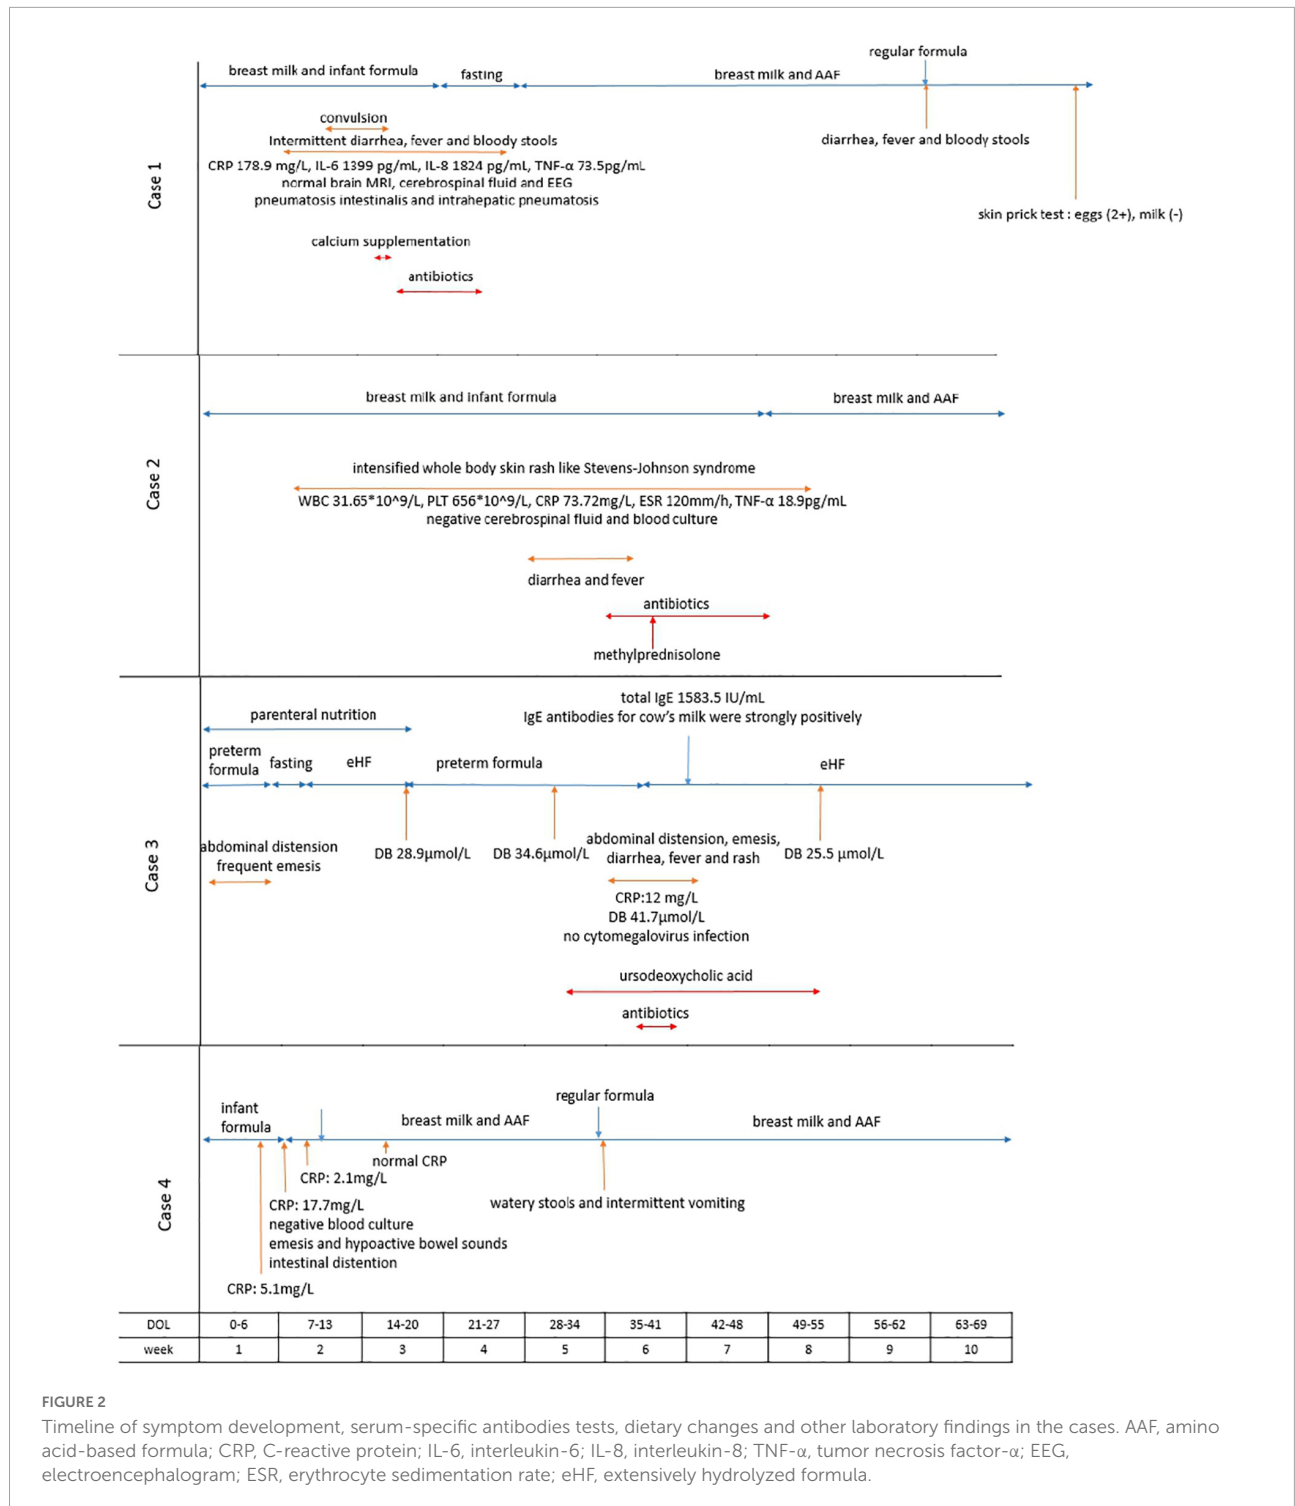 regular formula
breast milk and infant formula
fasting
breast milk and AAF
convulsion
Intermittent diarrhea, fever and bloody stools
diarrhea, fever and bloody stools
CRP 178.9 mg/L, IL-6 1399 pg/mL, IL-8 1824 pg/mL, TNF-α 73.5pg/mL
normal brain MRI, cerebrospinal fluid and EEG
pneumatosis intestinalis and intrahepatic pneumatosis
Case 1
skin prick test : eggs (2+), milk (-)
calcium supplementation
antibiotics
breast milk and infant formula
breast milk and AAF
Case 2
intensified whole body skin rash like Stevens-Johnson syndrome
WBC 31.65*10^9/L, PLT 656*10^9/L, CRP 73.72mg/L, ESR 120mm/h, TNF-α 18.9pg/mL
negative cerebrospinal fluid and blood culture
diarrhea and fever
antibiotics
methylprednisolone
total IgE 1583.5 IU/mL
IgE antibodies for cow's milk were strongly positively
parenteral nutrition
preterm
formula
fasting
eHF
preterm formula
eHF
Case 3
abdominal distension
frequent emesis
DB 28.9μmol/L
DB 34.6μmol/L
abdominal distension, emesis,
diarrhea, fever and rash
DB 25.5 μmol/L
CRP:12 mg/L
DB 41.7μmol/L
no cytomegalovirus infection
ursodeoxycholic acid
antibiotics
regular formula
infant
formula
breast milk and AAF
breast milk and AAF
Case 4
normal CRP
CRP: 2.1mg/L
CRP: 17.7mg/L
negative blood culture
emesis and hypoactive bowel sounds
intestinal distention
watery stools and intermittent vomiting
CRP: 5.1mg/L
DOL 0-6 7-13 14-20 21-27 28-34 35-41 42-48 49-55 56-62 63-69
week 1 2 3 4 5 6 7 8 9 10
FIGURE 2
Timeline of symptom development, serum-specific antibodies tests, dietary changes and other laboratory findings in the cases. AAF, amino
acid-based formula; CRP, C-reactive protein; IL-6, interleukin-6; IL-8, interleukin-8; TNF-α, tumor necrosis factor-α; EEG,
electroencephalogram; ESR, erythrocyte sedimentation rate; eHF, extensively hydrolyzed formula.